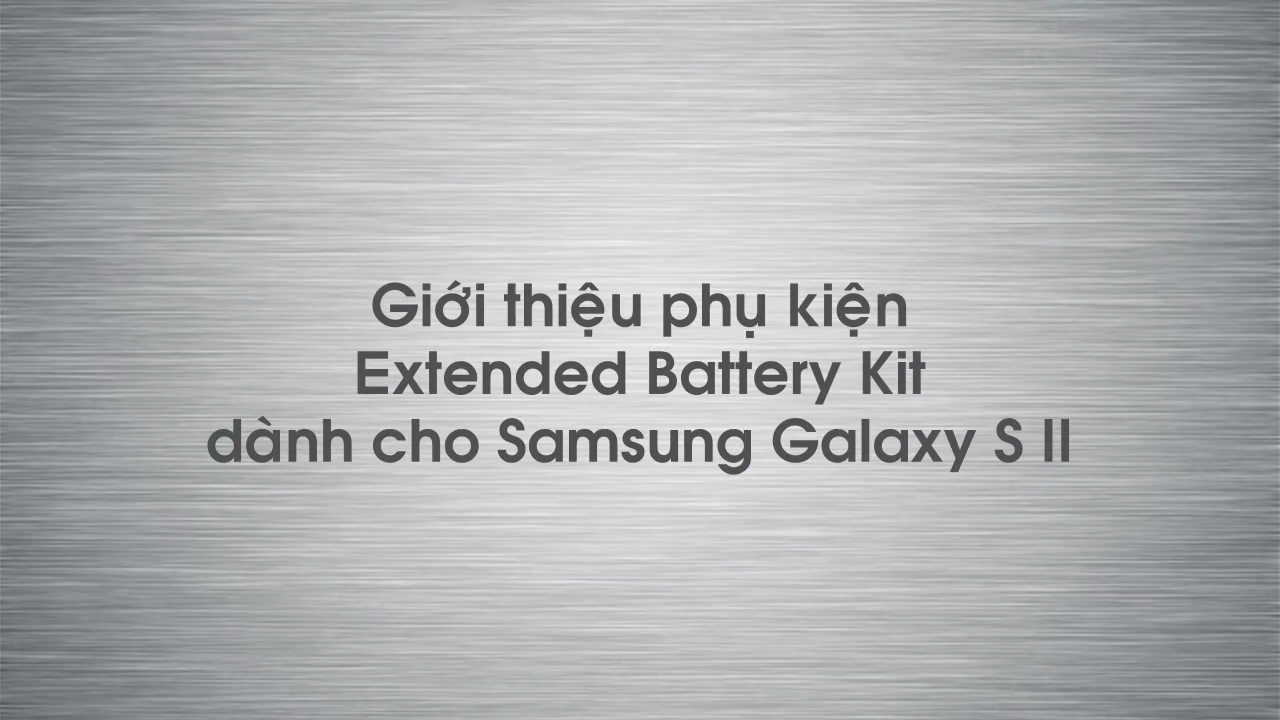 Giới thiệu phụ kiện
Extended Battery Kit
dành cho Samsung Galaxy S II